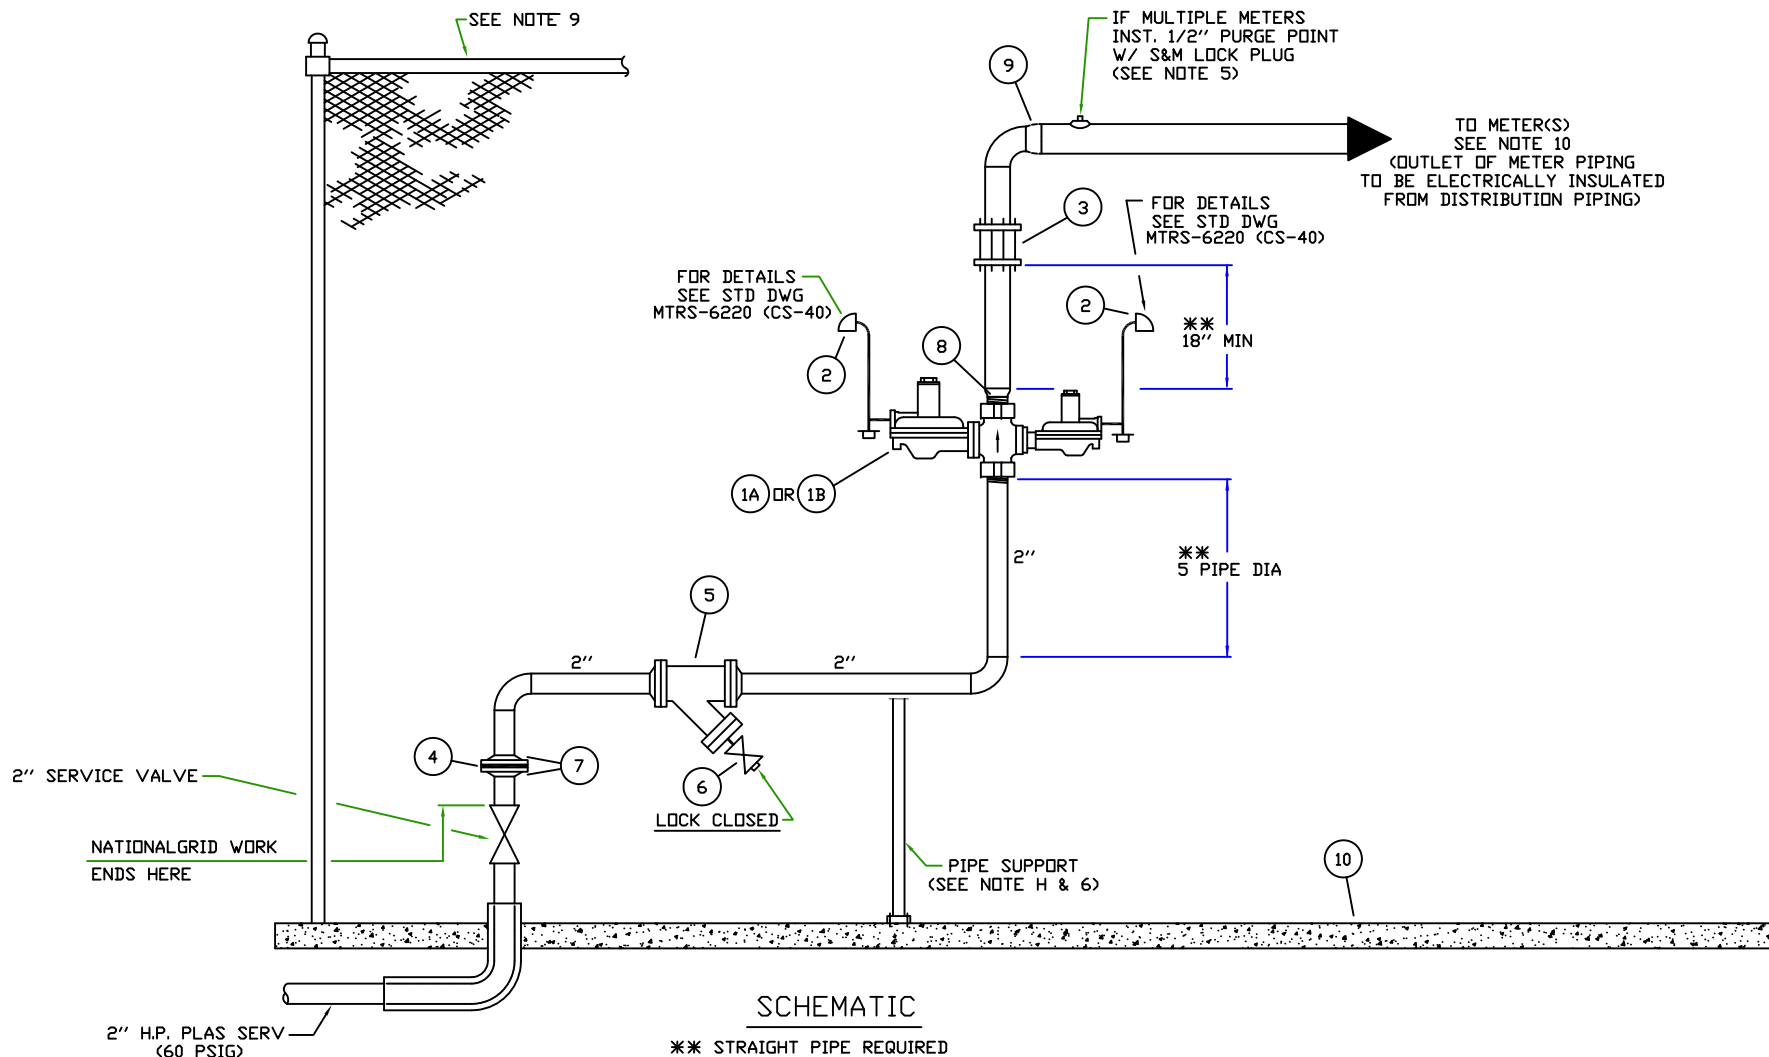 SEE NOTE 9
IF MULTIPLE METERS
INST. 1/2" PURGE POINT
W/ S&M LOCK PLUG
(SEE NOTE 5)
9
TO METER(S)
SEE NOTE 10
(OUTLET OF METER PIPING
TO BE ELECTRICALLY INSULATED
FROM DISTRIBUTION PIPING)
3
FOR DETAILS
SEE STD DWG
MTRS-6220 (CS-40)
FOR DETAILS
SEE STD DWG
MTRS-6220 (CS-40)
2
2
8
**
18" MIN
1A OR 1B
2"
**
5 PIPE DIA
5
2"
2"
4
7
6
2" SERVICE VALVE
LOCK CLOSED
NATIONALGRID WORK
ENDS HERE
PIPE SUPPORT
(SEE NOTE H & 6)
10
2" H.P. PLAS SERV
(60 PSIG)
SCHEMATIC
** STRAIGHT PIPE REQUIRED